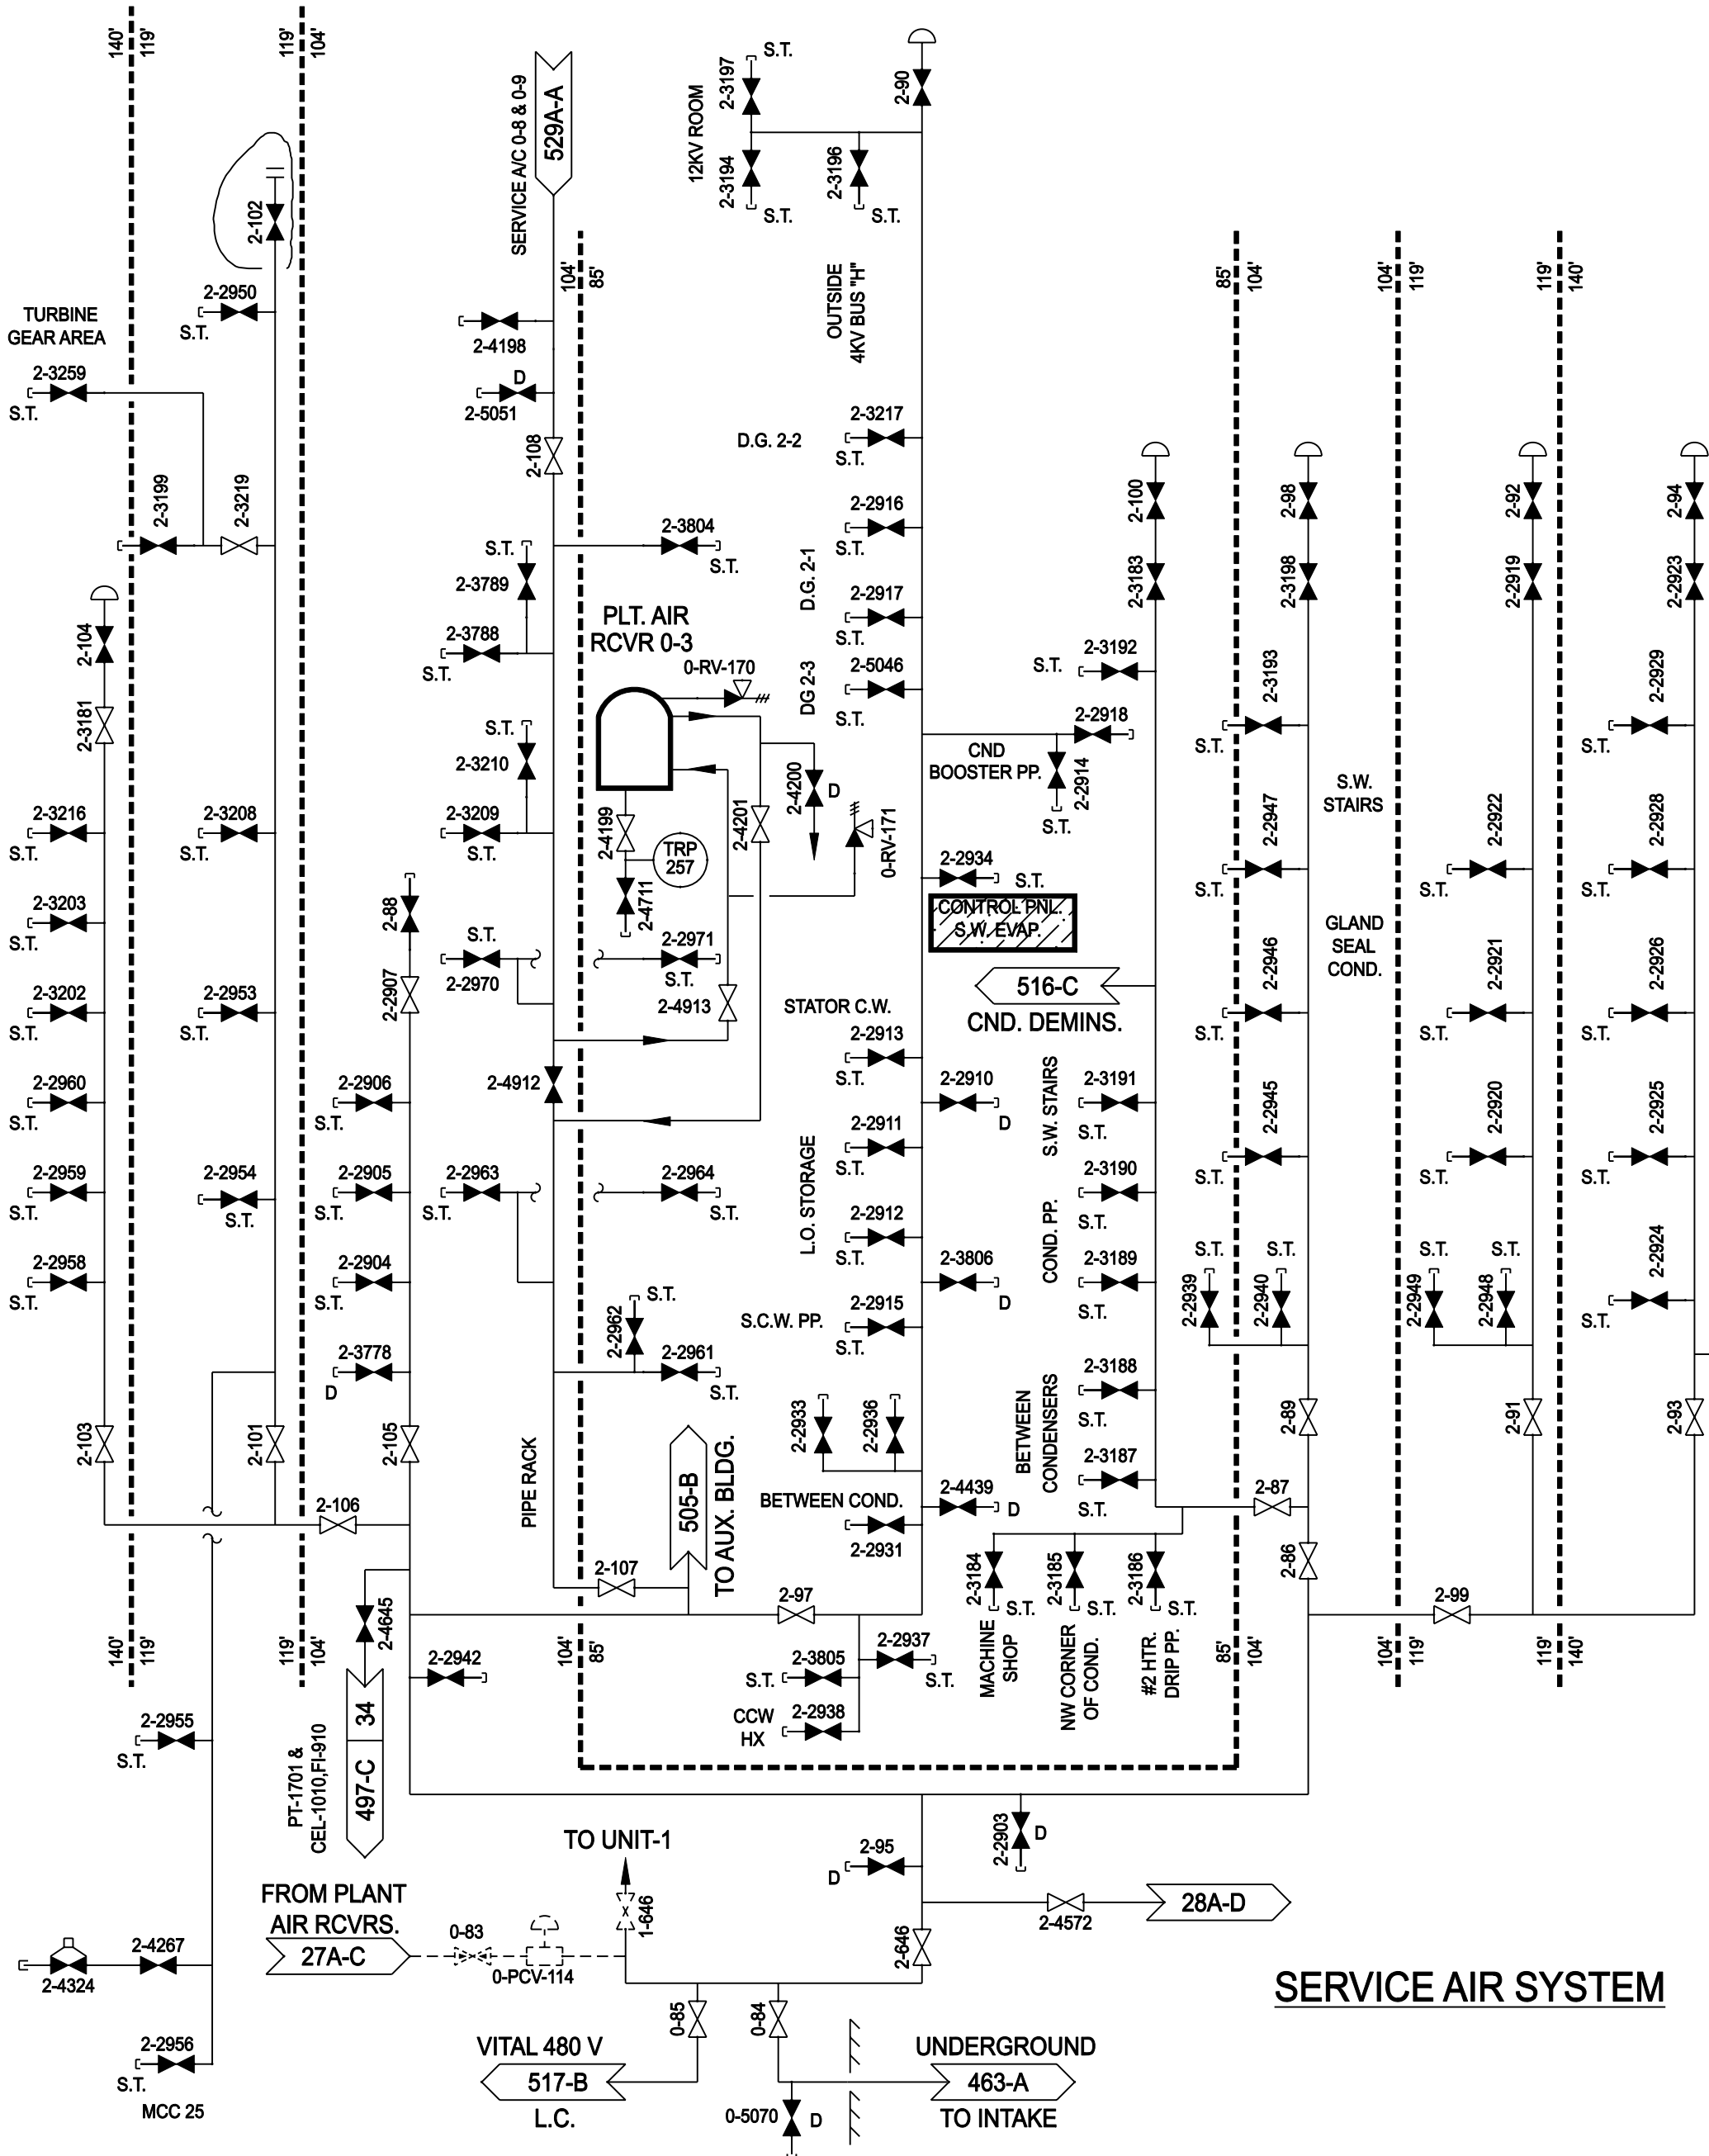 140'
119'
119'
104'
SERVICE A/C 0-8 & 0-9
529A-A
12KV ROOM
2-3197
S.T.
2-90
2-3194
S.T.
2-3196
S.T.
2-102
2-2950
S.T.
TURBINE
GEAR AREA
2-3259
S.T.
104'
85'
OUTSIDE
4KV BUS "H"
85'
104'
104'
119'
119'
140'
2-4198
D
2-5051
2-108
D.G. 2-2
2-3217
S.T.
2-3199
2-3219
2-3804
S.T.
S.T.
2-3789
2-3788
S.T.
D.G. 2-1
2-2916
S.T.
2-2917
S.T.
DG 2-3
2-5046
S.T.
2-100
2-98
2-92
2-94
2-3183
2-3198
2-2919
2-2923
2-104
2-3181
PLT. AIR
RCVR 0-3
0-RV-170
S.T.
2-3192
2-3193
S.T.
2-2929
S.T.
S.T.
2-3210
2-3209
S.T.
2-4199
TRP
257
2-4711
2-4201
2-4200
D
0-RV-171
CND
BOOSTER PP.
2-2918
2-2914
S.T.
S.W.
STAIRS
2-3216
S.T.
2-3208
S.T.
2-2947
S.T.
2-2922
2-2928
S.T.
2-2934
S.T.
CONTROL PNL.
S.W. EVAP.
2-3203
S.T.
2-88
S.T.
2-2970
2-2971
S.T.
2-4913
GLAND
SEAL
COND.
2-2946
S.T.
2-2921
S.T.
2-2926
S.T.
516-C
CND. DEMINS.
2-3202
S.T.
2-2953
S.T.
2-2907
STATOR C.W.
2-2913
S.T.
2-2960
S.T.
2-2906
S.T.
2-4912
2-2910
D
S.W. STAIRS
2-3191
S.T.
2-2945
S.T.
2-2920
S.T.
2-2925
S.T.
L.O. STORAGE
2-2911
S.T.
2-2959
S.T.
2-2954
S.T.
2-2905
S.T.
2-2963
S.T.
2-2964
S.T.
2-2912
S.T.
COND. PP.
2-3190
S.T.
2-2958
S.T.
2-2904
S.T.
2-3806
D
2-3189
S.T.
S.T.
2-2939
S.T.
2-2940
S.T.
2-2949
S.T.
2-2948
2-2924
S.T.
2-2962
S.T.
2-2961
S.T.
S.C.W. PP.
2-2915
S.T.
2-3778
D
BETWEEN
CONDENSERS
2-3188
S.T.
2-3187
S.T.
2-103
2-101
2-105
PIPE RACK
505-B
TO AUX. BLDG.
2-2933
2-2936
2-89
2-91
2-93
2-4439
D
BETWEEN COND.
2-2931
2-87
2-86
2-106
2-107
2-97
2-3184
S.T.
MACHINE
SHOP
2-3185
S.T.
NW CORNER
OF COND.
2-3186
S.T.
#2 HTR.
DRIP PP.
2-99
2-4645
2-2942
140'
119'
119'
104'
104'
85'
85'
104'
104'
119'
119'
140'
2-3805
S.T.
2-2937
S.T.
CCW
HX
2-2938
2-2955
S.T.
PT-1701 &
CEL-1010,FI-910
34
497-C
TO UNIT-1
1-646
2-95
D
2-2903
D
2-4572
28A-D
2-646
FROM PLANT
AIR RCVRS.
27A-C
0-83
0-PCV-114
2-4324
2-4267
2-2956
S.T.
MCC 25
0-85
0-84
VITAL 480 V
517-B
L.C.
UNDERGROUND
463-A
TO INTAKE
0-5070
D
SERVICE AIR SYSTEM